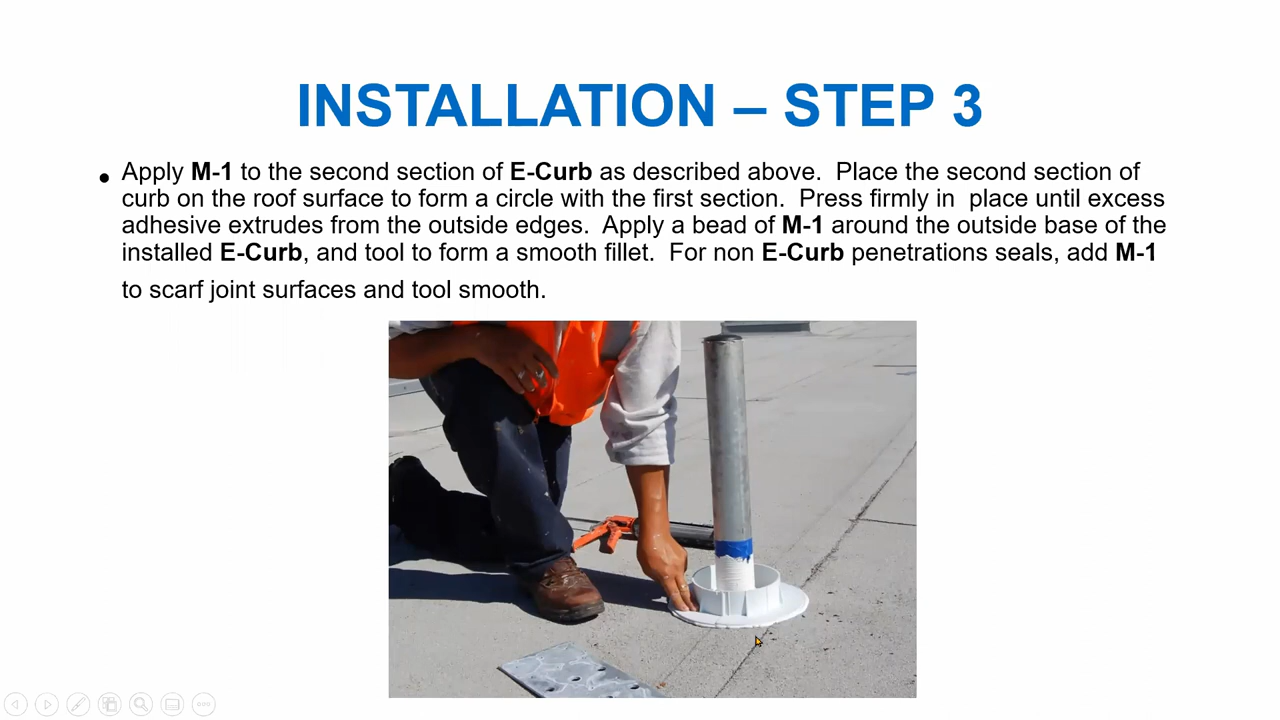 INSTALLATION – STEP 3
• Apply M-1 to the second section of E-Curb as described above.  Place the second section of
curb on the roof surface to form a circle with the first section.  Press firmly in  place until excess
adhesive extrudes from the outside edges.  Apply a bead of M-1 around the outside base of the
installed E-Curb, and tool to form a smooth fillet.  For non E-Curb penetrations seals, add M-1
to scarf joint surfaces and tool smooth.